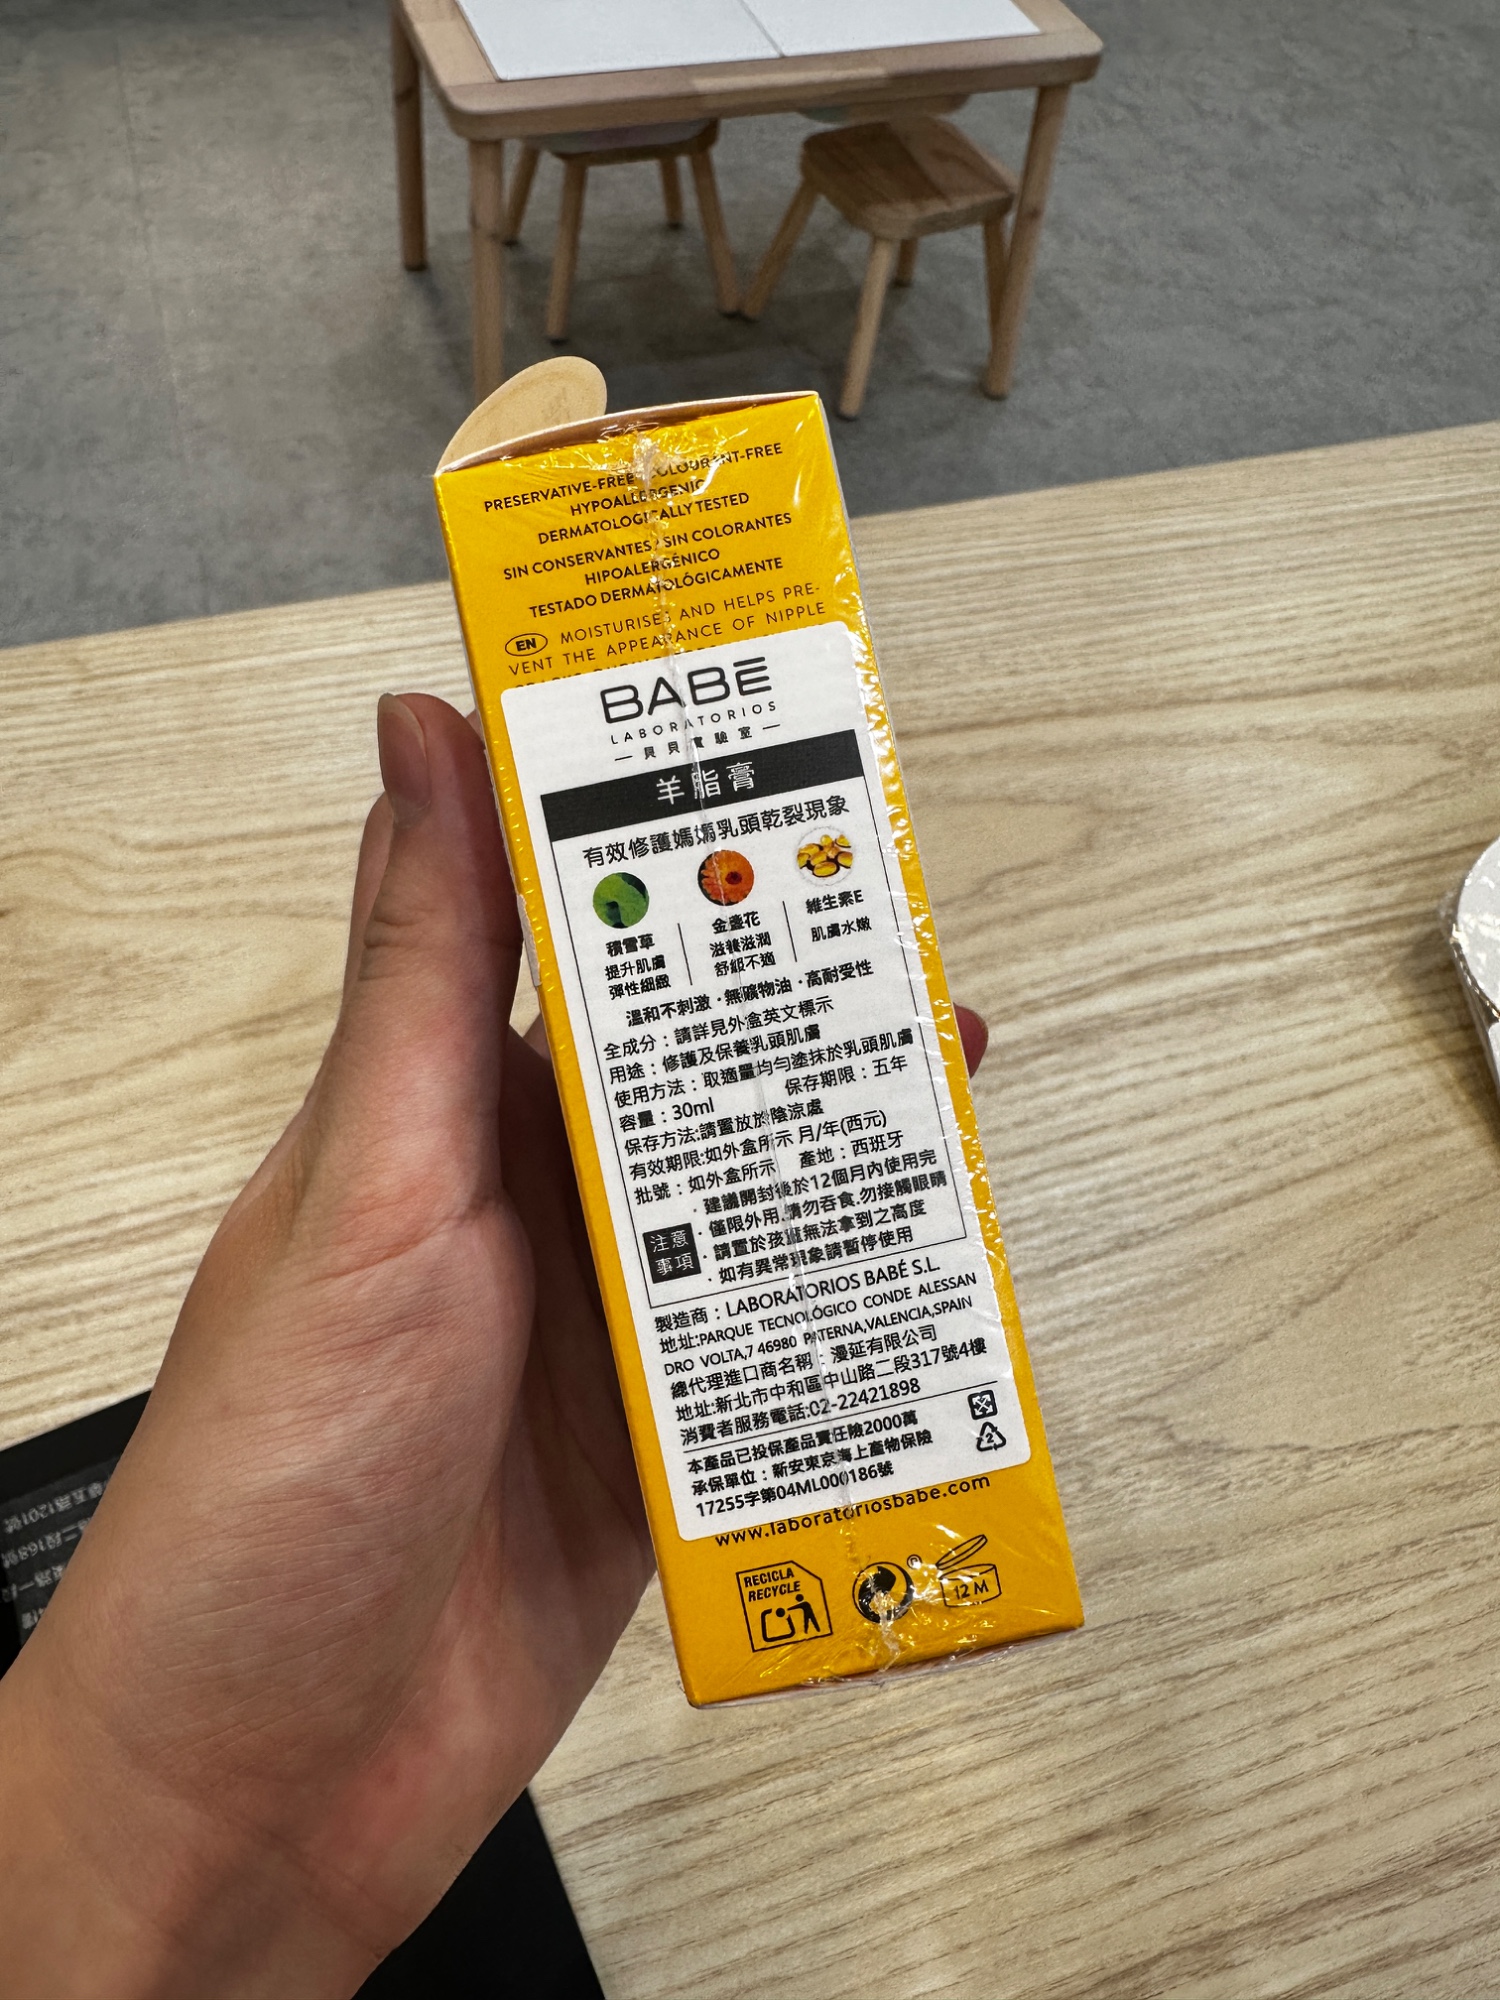 PRESERVATIVE-FREE COLOURANT-FREE
HYPOALLERGENIC
DERMATOLOGICALLY TESTED
SIN CONSERVANTES / SIN COLORANTES
HIPOALERGÉNICO
TESTADO DERMATOLÓGICAMENTE
EN MOISTURISES AND HELPS PRE-
VENT THE APPEARANCE OF NIPPLE
BABÉ
LABORATORIOS
— 貝貝實驗室 —
羊脂膏
有效修護媽媽乳頭乾裂現象
積雪草
提升肌膚
彈性細緻
金盞花
滋養滋潤
舒緩不適
維生素E
肌膚水嫩
溫和不刺激·無礦物油·高耐受性
全成分：請詳見外盒英文標示
用途：修護及保養乳頭肌膚
使用方法：取適量均勻塗抹於乳頭肌膚
容量：30ml 保存期限：五年
保存方法:請置放於陰涼處
有效期限:如外盒所示 月/年(西元)
批號：如外盒所示 產地：西班牙
注意事項
．建議開封後於12個月內使用完
．僅限外用.請勿吞食.勿接觸眼睛
．請置於孩童無法拿到之高度
．如有異常現象請暫停使用
製造商：LABORATORIOS BABÉ S.L.
地址:PARQUE TECNOLÓGICO CONDE ALESSAN
DRO VOLTA,7 46980 PATERNA,VALENCIA,SPAIN
總代理進口商名稱：漫延有限公司
地址:新北市中和區中山路二段317號4樓
消費者服務電話:02-22421898
本產品已投保產品責任險2000萬
承保單位：新安東京海上產物保險
17255字第04ML000186號
2
www.laboratoriosbabe.com
RECICLA
RECYCLE
®
12 M